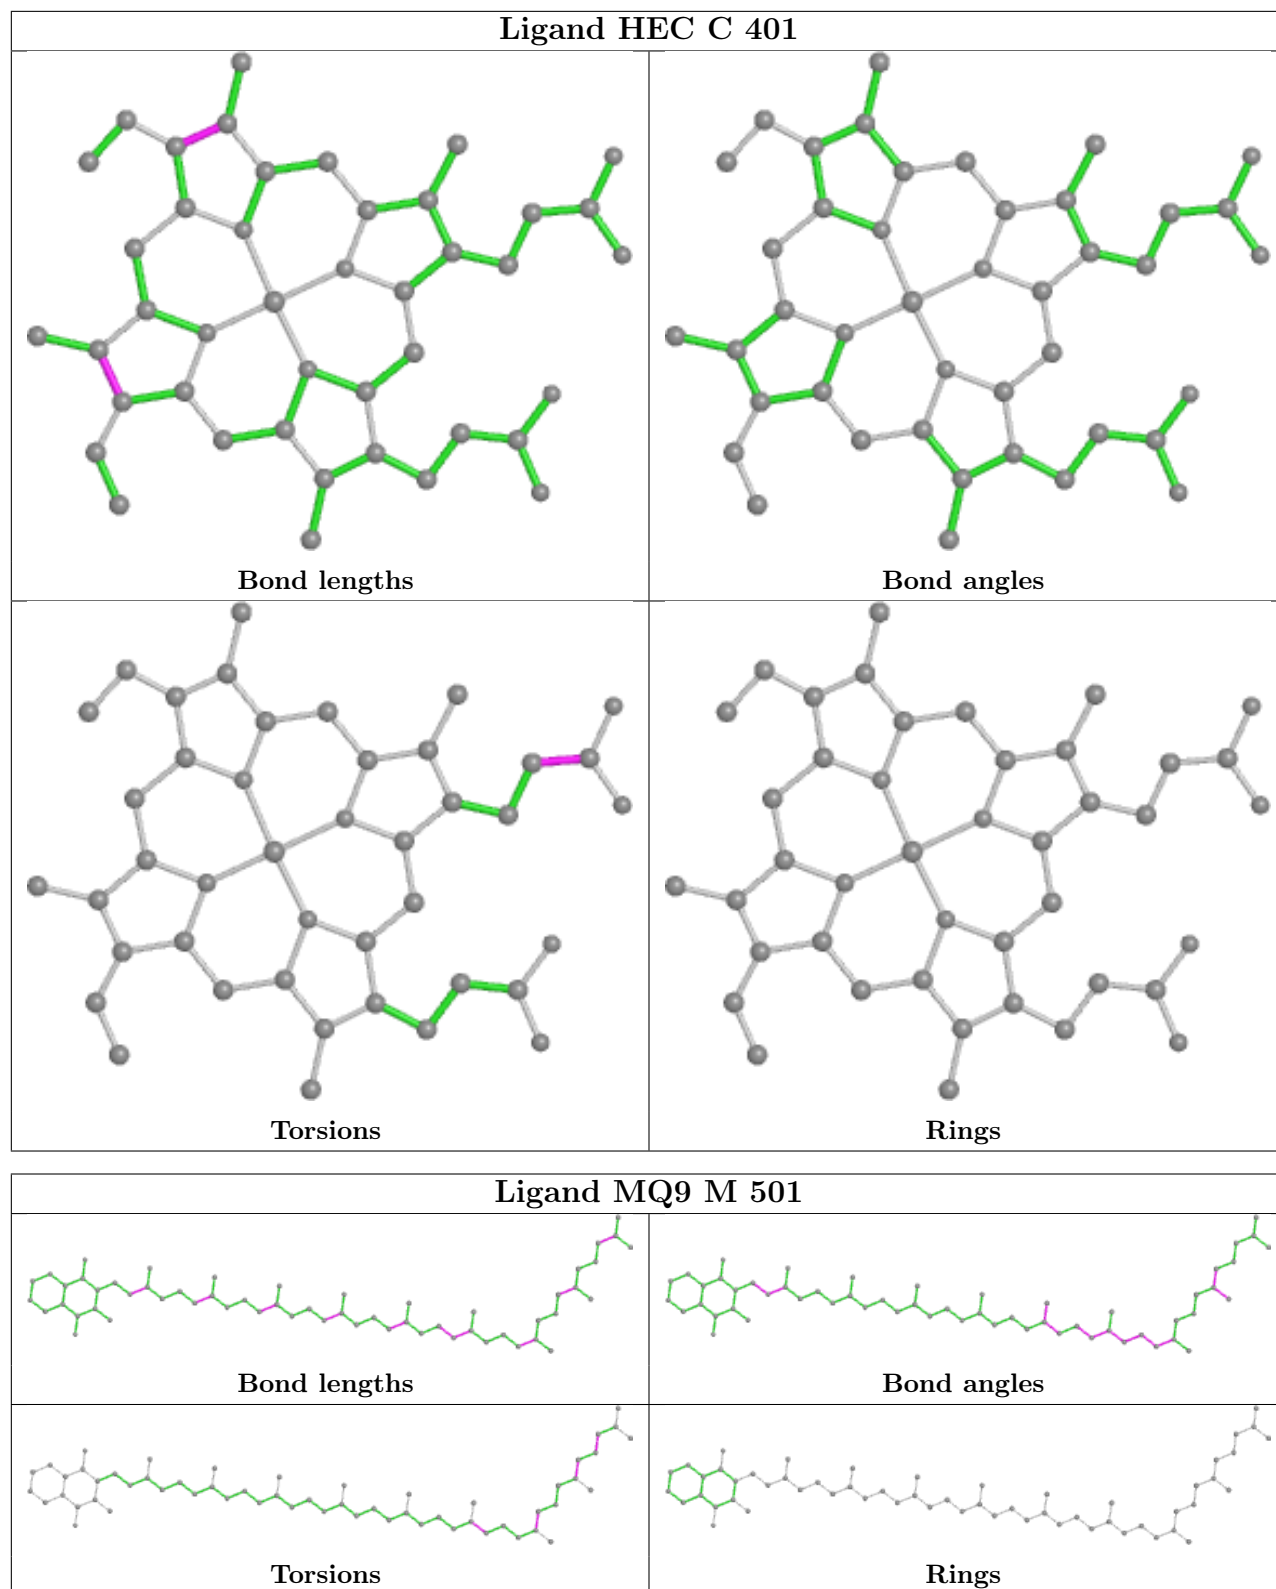 Ligand HEC C 401
Bond lengths
Bond angles
Torsions
Rings
Ligand MQ9 M 501
Bond lengths
Bond angles
Torsions
Rings